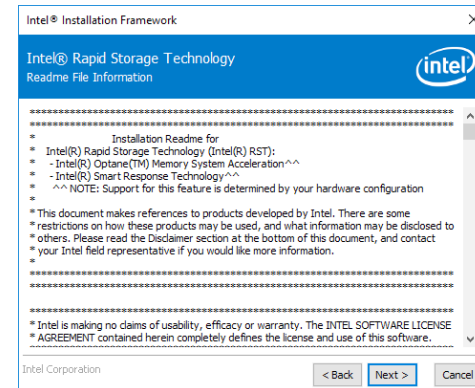 Intel® Installation Framework
Intel® Rapid Storage Technology
Readme File Information
intel
*******************************************************************************
*******************************************************************************
* Installation Readme for
* Intel(R) Rapid Storage Technology (Intel(R) RST):
* - Intel(R) Optane(TM) Memory System Acceleration^^
* - Intel(R) Smart Response Technology^^
* ^^ NOTE: Support for this feature is determined by your hardware configuration
*
* This document makes references to products developed by Intel. There are some
* restrictions on how these products may be used, and what information may be disclosed to
* others. Please read the Disclaimer section at the bottom of this document, and contact
* your Intel field representative if you would like more information.
*
*******************************************************************************
*******************************************************************************
*******************************************************************************
* Intel is making no claims of usability, efficacy or warranty. The INTEL SOFTWARE LICENSE
* AGREEMENT contained herein completely defines the license and use of this software.
*******************************************************************************
Intel Corporation
< Back Next > Cancel